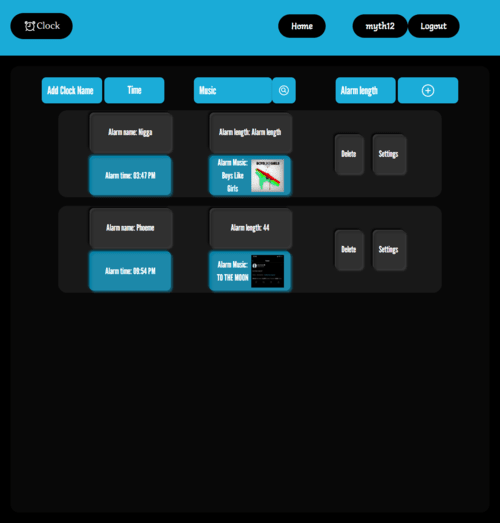 Clock
Home
myth12
Logout
Add Clock Name
Time
Music
Alarm length
Alarm name: Nigga
Alarm length: Alarm length
Alarm time: 03:47 PM
Alarm Music:
Boys Like
Girls
Delete
Settings
Alarm name: Phoeme
Alarm length: 44
Alarm time: 09:54 PM
Alarm Music:
TO THE MOON
Delete
Settings